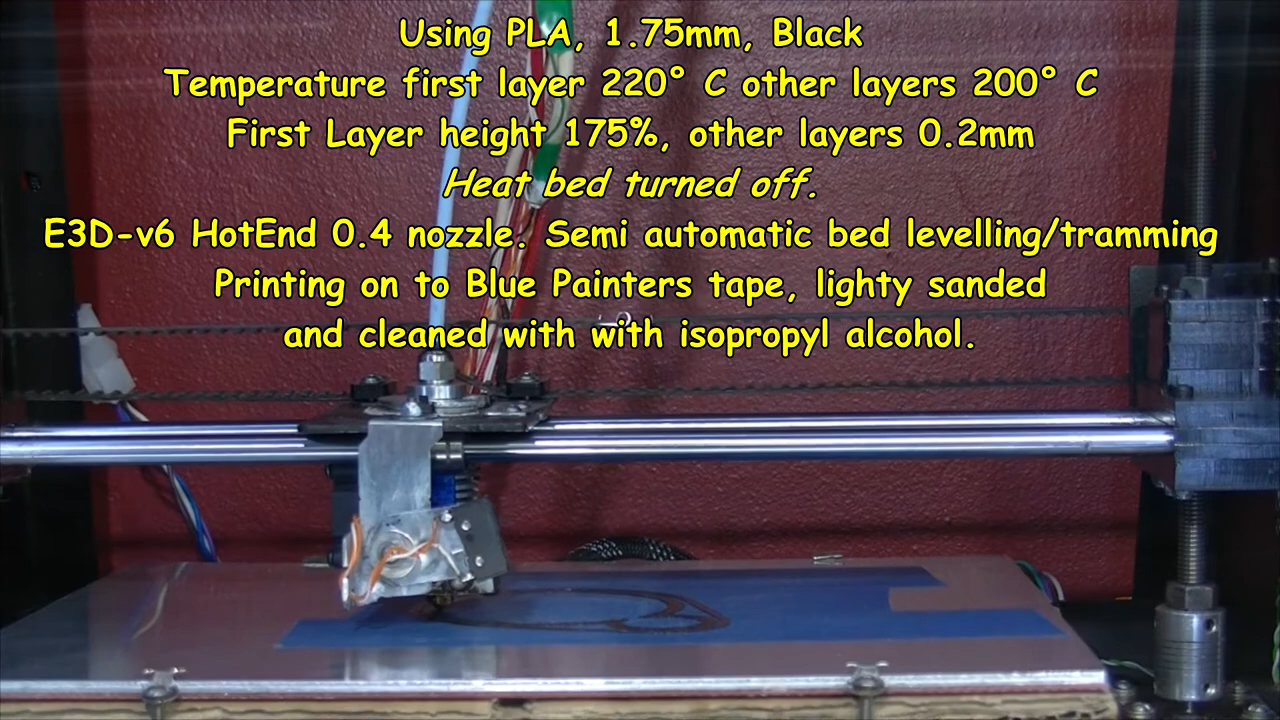 Using PLA, 1.75mm, Black
Temperature first layer 220° C other layers 200° C
First Layer height 175%, other layers 0.2mm
Heat bed turned off.
E3D-v6 HotEnd 0.4 nozzle. Semi automatic bed levelling/tramming
Printing on to Blue Painters tape, lighty sanded
and cleaned with with isopropyl alcohol.